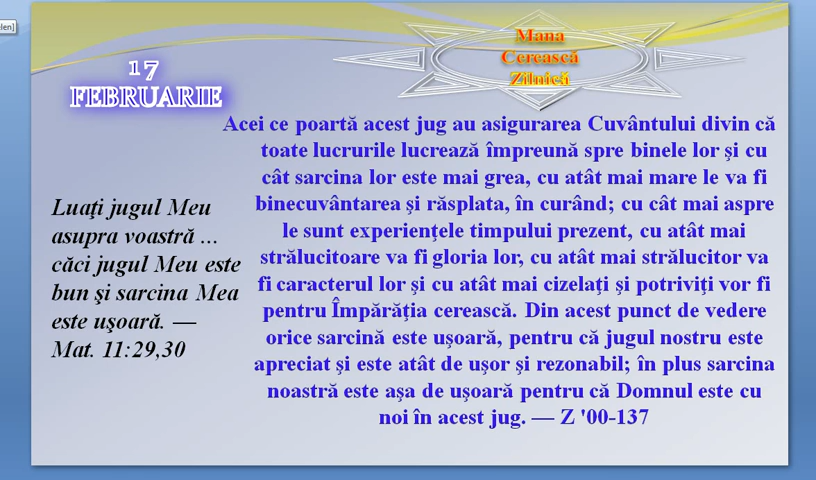 elen]
Mana
Cerească
Zilnică
17
FEBRUARIE
Luaţi jugul Meu
asupra voastră ...
căci jugul Meu este
bun şi sarcina Mea
este uşoară. —
Mat. 11:29,30
Acei ce poartă acest jug au asigurarea Cuvântului divin că
toate lucrurile lucrează împreună spre binele lor şi cu
cât sarcina lor este mai grea, cu atât mai mare le va fi
binecuvântarea şi răsplata, în curând; cu cât mai aspre
le sunt experienţele timpului prezent, cu atât mai
strălucitoare va fi gloria lor, cu atât mai strălucitor va
fi caracterul lor şi cu atât mai cizelaţi şi potriviţi vor fi
pentru Împărăţia cerească. Din acest punct de vedere
orice sarcină este uşoară, pentru că jugul nostru este
apreciat şi este atât de uşor şi rezonabil; în plus sarcina
noastră este aşa de uşoară pentru că Domnul este cu
noi în acest jug. — Z '00-137